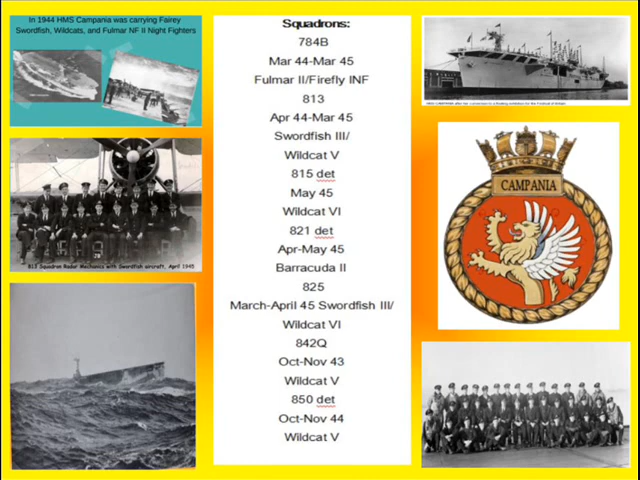 In 1944 HMS Campania was carrying Fairey
Swordfish, Wildcats, and Fulmar NF II Night Fighters
813 Squadron Radar Mechanics with Swordfish aircraft, April 1945
Squadrons:
784B
Mar 44-Mar 45
Fulmar II/Firefly INF
813
Apr 44-Mar 45
Swordfish III/
Wildcat V
815 det
May 45
Wildcat VI
821 det
Apr-May 45
Barracuda II
825
March-April 45 Swordfish III/
Wildcat VI
842Q
Oct-Nov 43
Wildcat V
850 det
Oct-Nov 44
Wildcat V
CAMPANIA